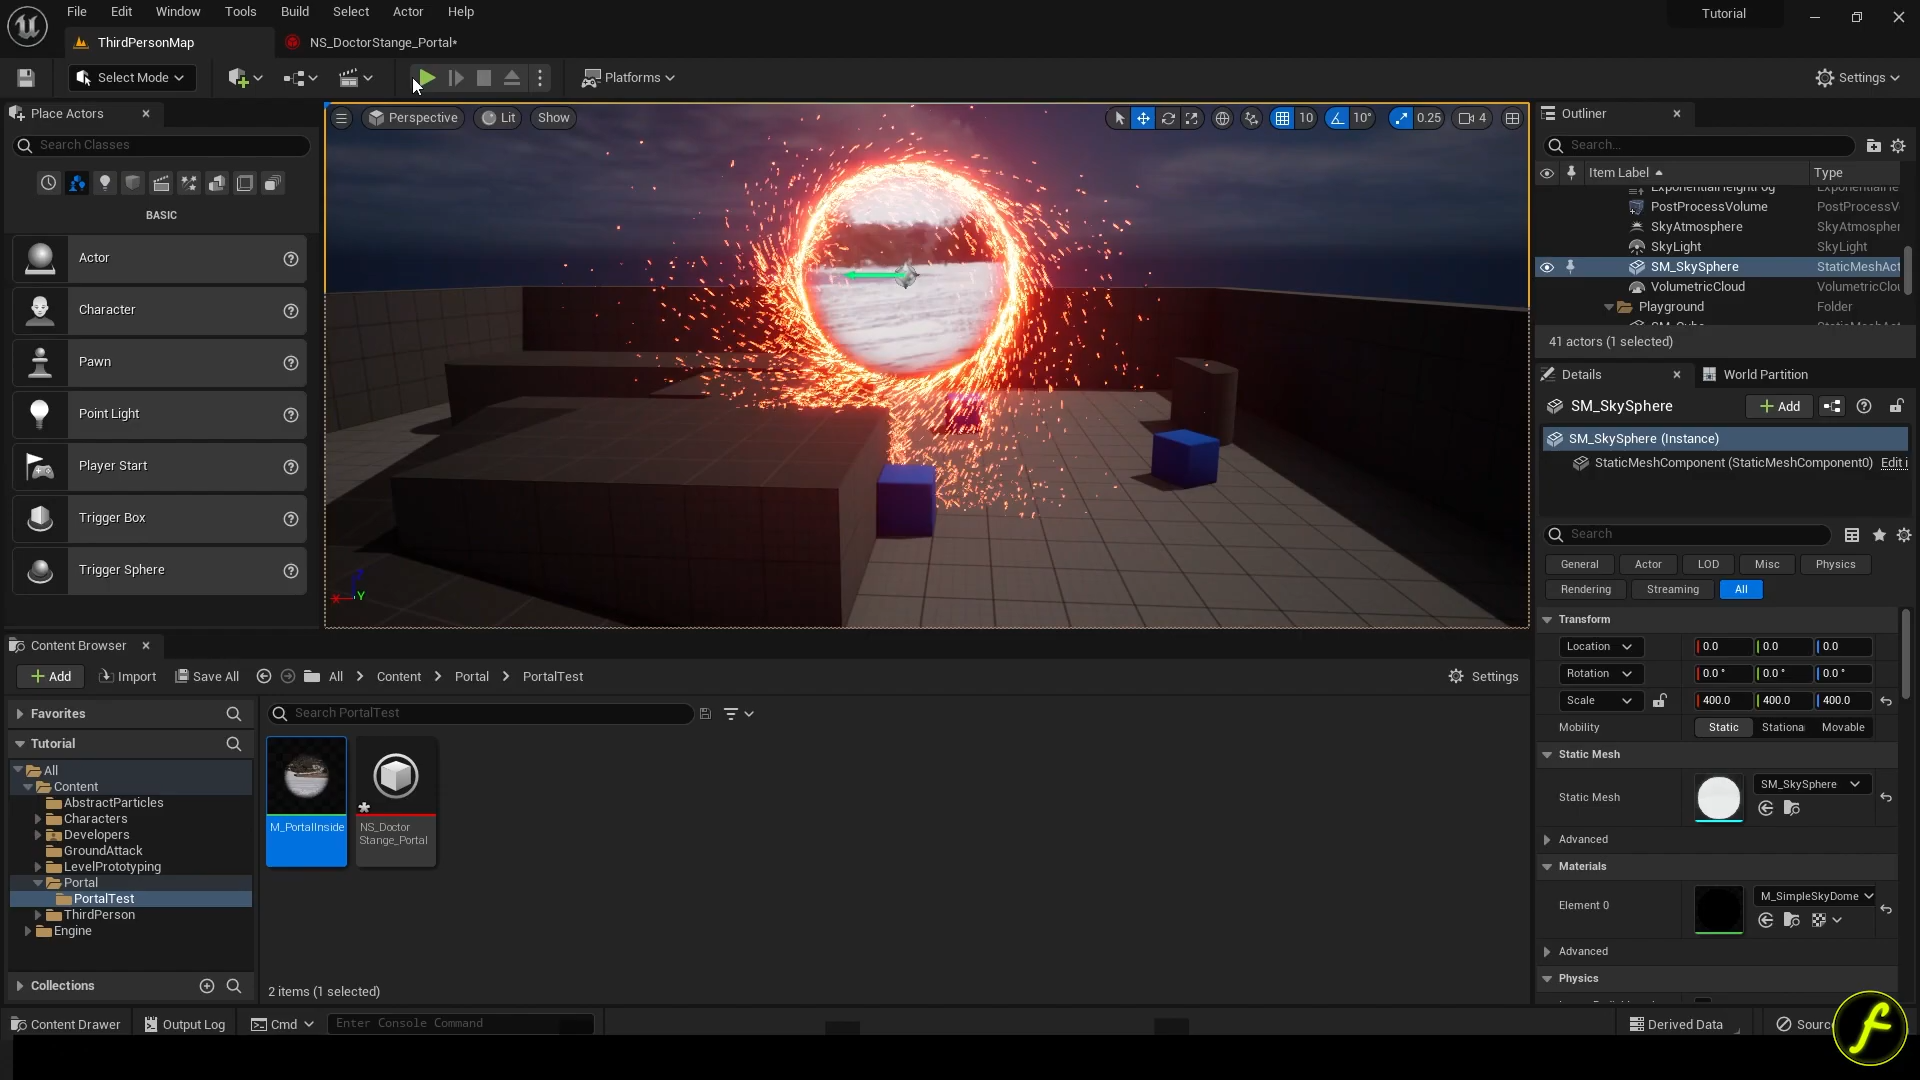 File Edit Window Tools Build Select Actor Help
Tutorial
ThirdPersonMap
NS_DoctorStange_Portal*
Select Mode
Platforms
Settings
Place Actors
Search Classes
BASIC
Actor
Character
Pawn
Point Light
Player Start
Trigger Box
Trigger Sphere
Perspective
Lit
Show
10
10°
0.25
4
Y
Outliner
Search...
Item Label Type
ExponentialHeightFog
PostProcessVolume PostProcessV
SkyAtmosphere SkyAtmospher
SkyLight SkyLight
SM_SkySphere StaticMeshAct
VolumetricCloud VolumetricClou
Playground Folder
41 actors (1 selected)
Details
World Partition
SM_SkySphere
Add
SM_SkySphere (Instance)
StaticMeshComponent (StaticMeshComponent0) Edit i
Search
General Actor LOD Misc Physics
Rendering Streaming All
Transform
Location 0.0 0.0 0.0
Rotation 0.0 ° 0.0 ° 0.0 °
Scale 400.0 400.0 400.0
Mobility Static Stationa Movable
Static Mesh
Static Mesh SM_SkySphere
Advanced
Materials
Element 0 M_SimpleSkyDome
Advanced
Physics
Content Browser
Add Import Save All All Content Portal PortalTest Settings
Favorites
Search PortalTest
Tutorial
All
Content
AbstractParticles
Characters
Developers
GroundAttack
LevelPrototyping
Portal
PortalTest
ThirdPerson
Engine
Collections
M_PortalInside
NS_Doctor
Stange_Portal
2 items (1 selected)
Content Drawer Output Log Cmd Enter Console Command Derived Data Sourc
f